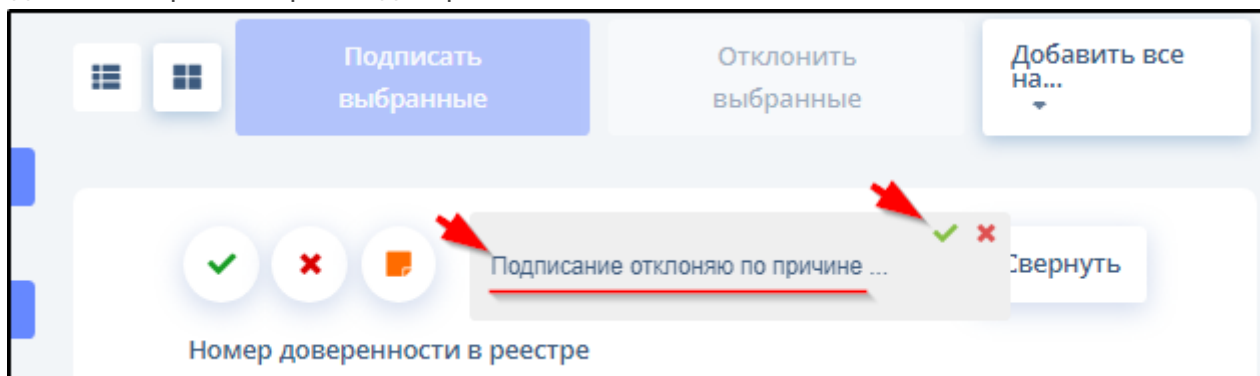 Подписать
выбранные
Отклонить
выбранные
Добавить все
на...
Подписание отклоняю по причине ...
Свернуть
Номер доверенности в реестре